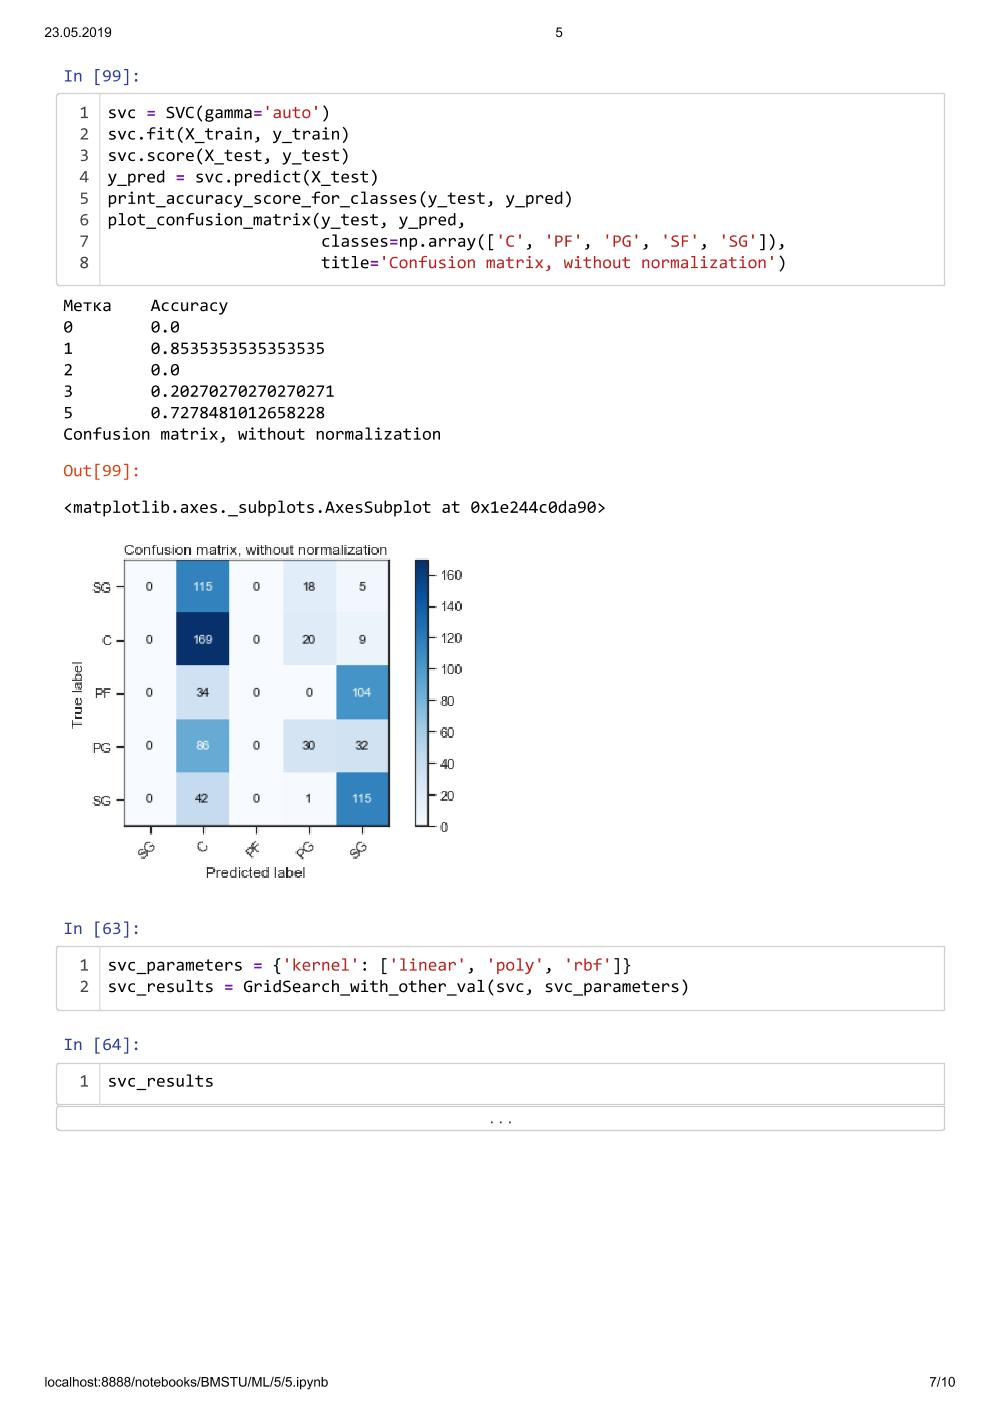 23.05.2019 5
In [99]:
1 svc = SVC(gamma='auto')
2 svc.fit(X_train, y_train)
3 svc.score(X_test, y_test)
4 y_pred = svc.predict(X_test)
5 print_accuracy_score_for_classes(y_test, y_pred)
6 plot_confusion_matrix(y_test, y_pred,
7 classes=np.array(['C', 'PF', 'PG', 'SF', 'SG']),
8 title='Confusion matrix, without normalization')
Метка Accuracy
0 0.0
1 0.8535353535353535
2 0.0
3 0.20270270270270271
5 0.7278481012658228
Confusion matrix, without normalization
Out[99]:
<matplotlib.axes._subplots.AxesSubplot at 0x1e244c0da90>
Confusion matrix, without normalization
SG 0 115 0 18 5
C 0 169 0 20 9
PF 0 34 0 0 104
PG 0 86 0 30 32
SG 0 42 0 1 115
SG C PF PG SG
True label
Predicted label
160
140
120
100
80
60
40
20
0
In [63]:
1 svc_parameters = {'kernel': ['linear', 'poly', 'rbf']}
2 svc_results = GridSearch_with_other_val(svc, svc_parameters)
In [64]:
1 svc_results
...
localhost:8888/notebooks/BMSTU/ML/5/5.ipynb 7/10